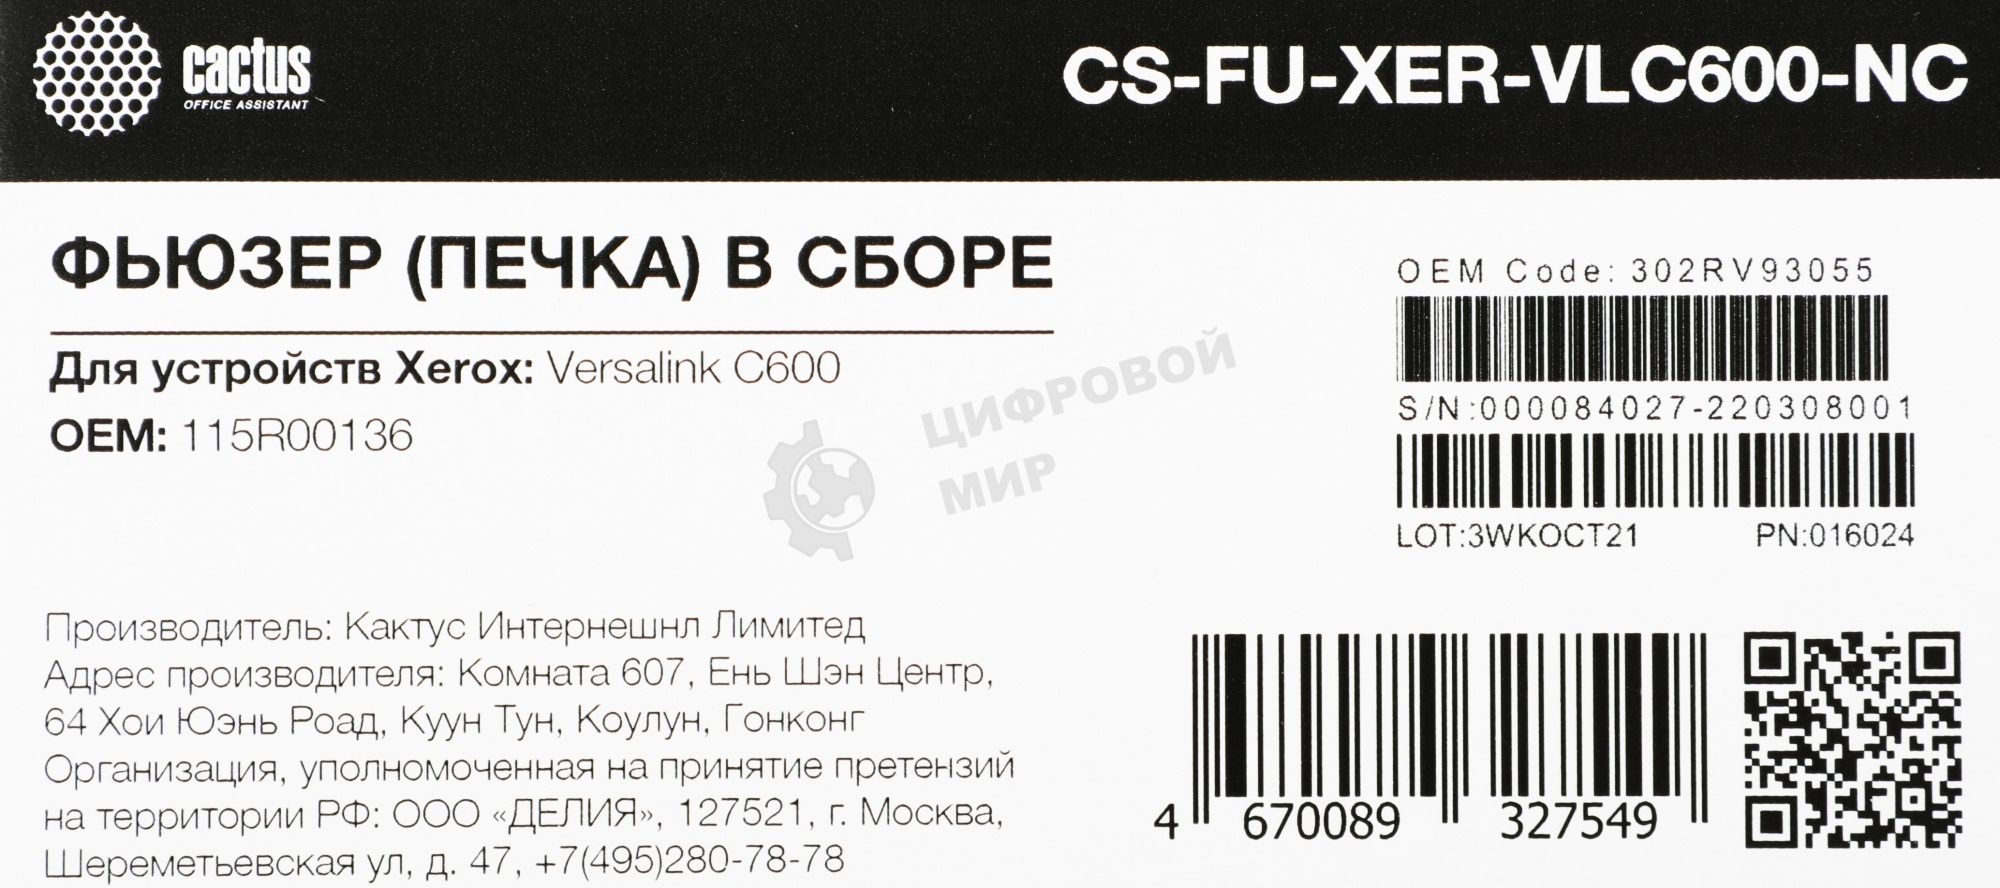 cactus
OFFICE ASSISTANT
CS-FU-XER-VLC600-NC
ФЬЮЗЕР (ПЕЧКА) В СБОРЕ
Для устройств Xerox: Versalink C600
OEM: 115R00136
OEM Code: 302RV93055
S/N:000084027-220308001
LOT:3WKOCT21 PN:016024
ЦИФРОВОЙ
МИР
Производитель: Кактус Интернешнл Лимитед
Адрес производителя: Комната 607, Ень Шэн Центр,
64 Хои Юэнь Роад, Куун Тун, Коулун, Гонконг
Организация, уполномоченная на принятие претензий
на территории РФ: ООО «ДЕЛИЯ», 127521, г. Москва,
Шереметьевская ул, д. 47, +7(495)280-78-78
4 670089 327549